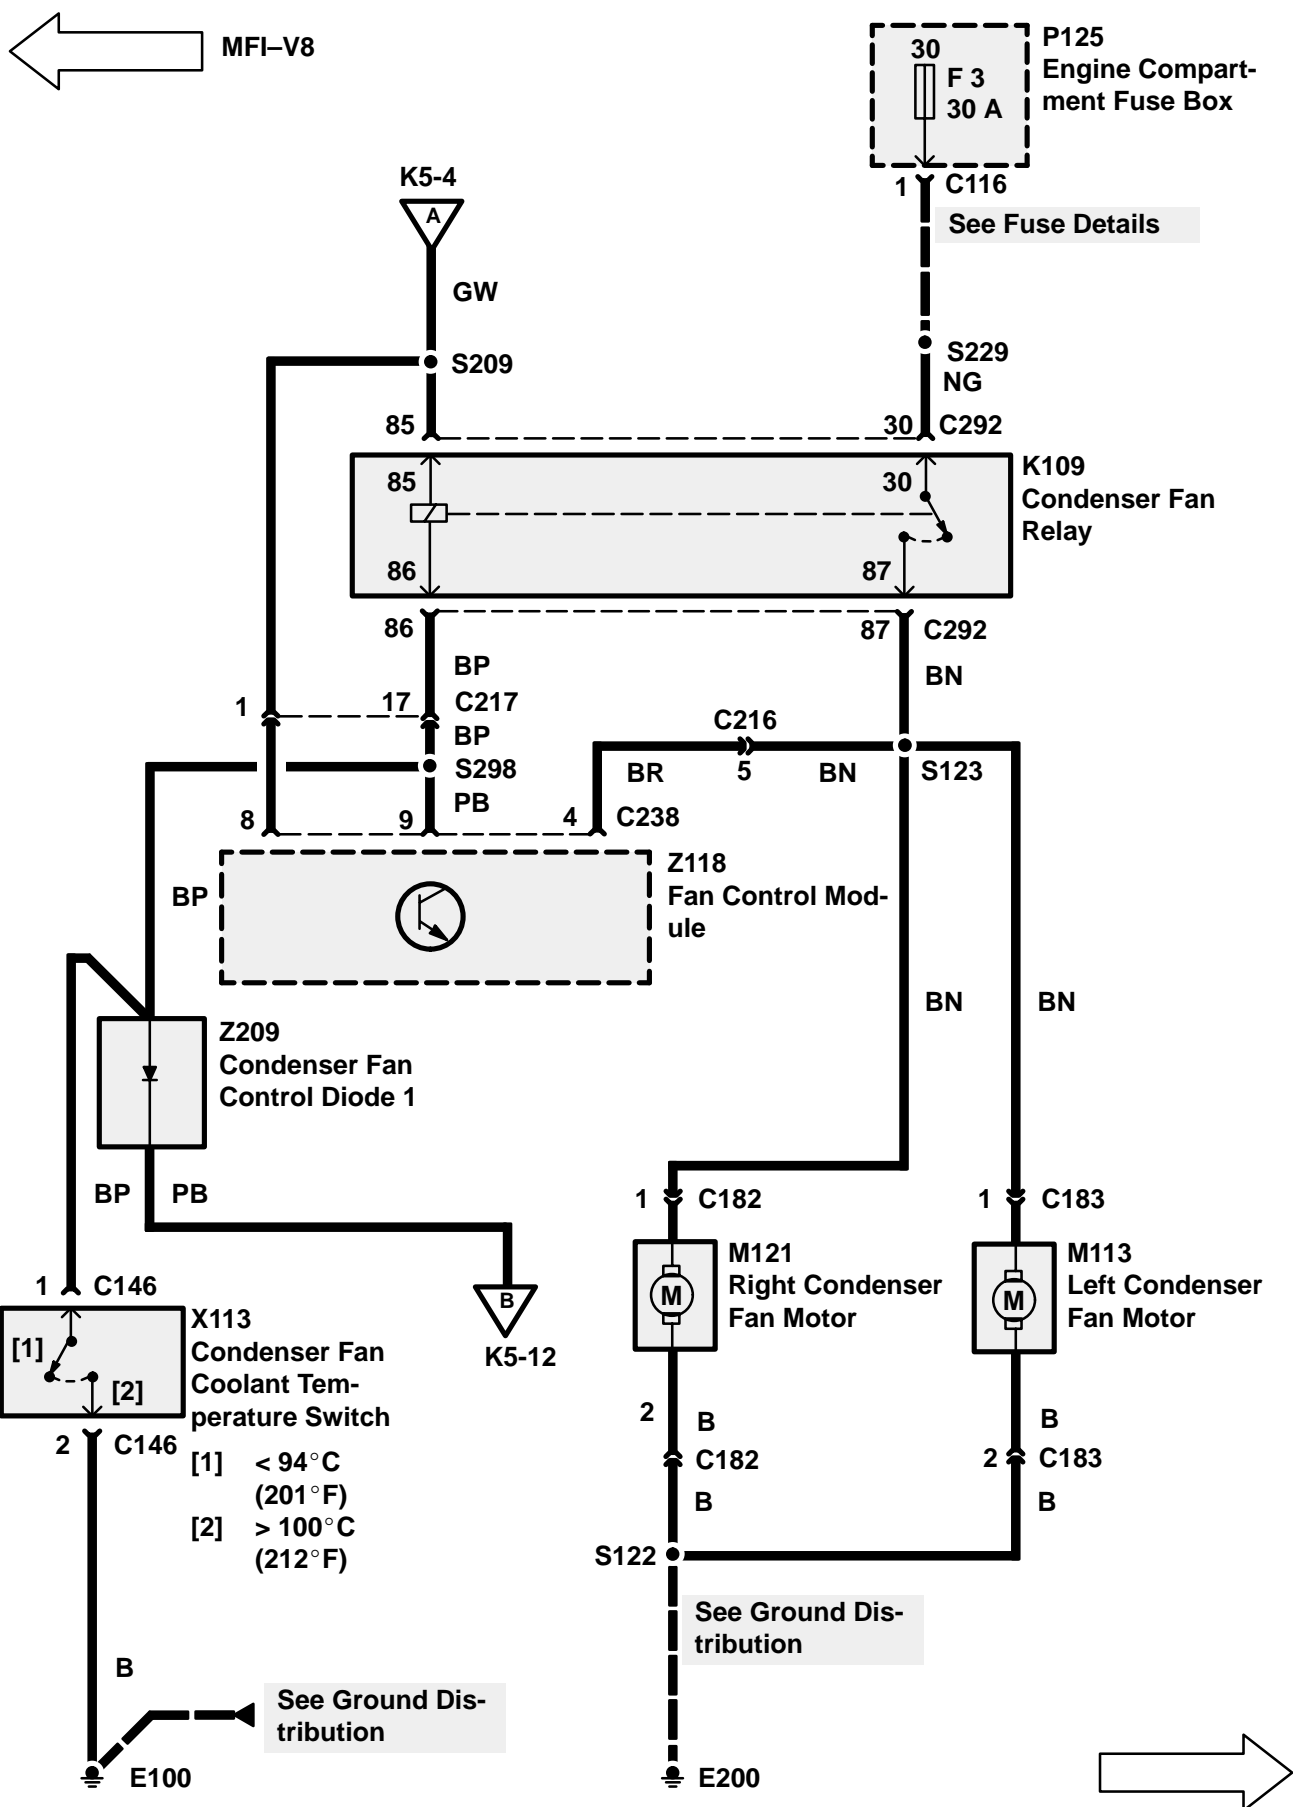 MFI–V8
P125
Engine Compart-
ment Fuse Box
30
F 3
30 A
1
C116
See Fuse Details
K5-4
A
GW
S209
S229
NG
85
30
C292
K109
Condenser Fan
Relay
85
30
86
87
86
87
C292
BP
BN
1
17
C217
BP
C216
5
S298
PB
BR
BN
S123
8
9
4
C238
Z118
Fan Control Mod-
ule
BP
BN
BN
Z209
Condenser Fan
Control Diode 1
BP
PB
1
C182
1
C183
M121
Right Condenser
Fan Motor
M
M113
Left Condenser
Fan Motor
M
1
C146
B
K5-12
X113
Condenser Fan
Coolant Tem-
perature Switch
[1]
[2]
2
C146
[1] < 94°C
(201°F)
[2] > 100°C
(212°F)
2
B
C182
B
B
2
C183
B
S122
See Ground Dis-
tribution
B
See Ground Dis-
tribution
E100
E200